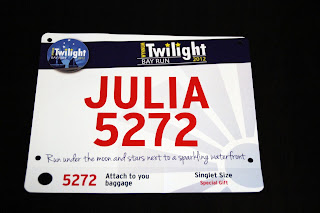 Twilight
BAY RUN 2012
JULIA
5272
Run under the moon and stars next to a sparkling waterfront
5272
Attach to you
baggage
Singlet Size
Special Gift